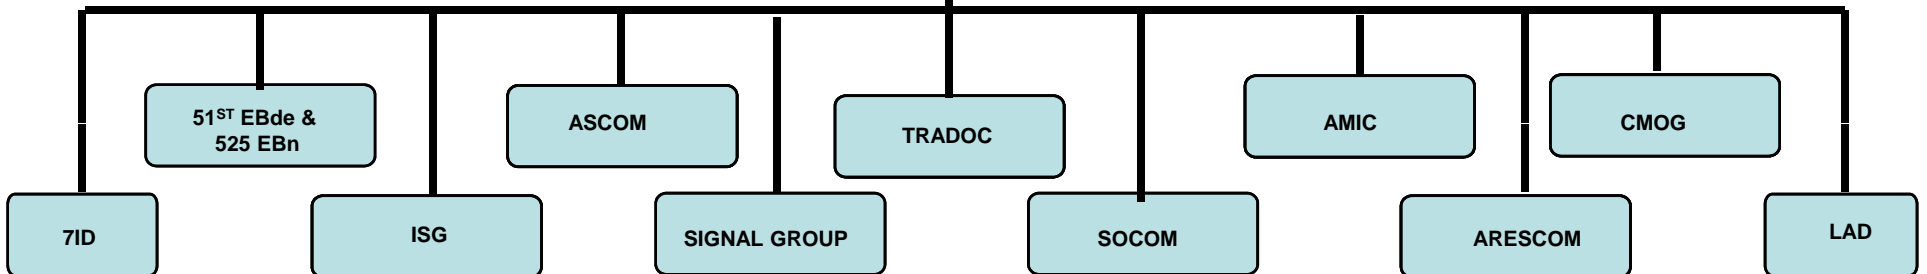 51ST EBde &
525 EBn
ASCOM
TRADOC
AMIC
CMOG
7ID
ISG
SIGNAL GROUP
SOCOM
ARESCOM
LAD